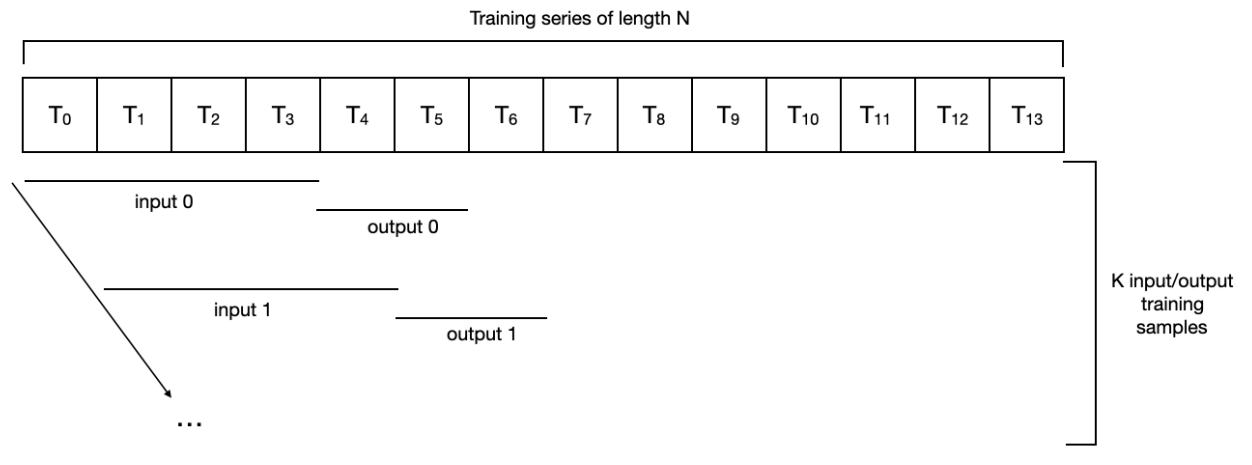 Training series of length N
T₀ T₁ T₂ T₃ T₄ T₅ T₆ T₇ T₈ T₉ T₁₀ T₁₁ T₁₂ T₁₃
input 0
output 0
input 1
output 1
K input/output
training
samples
...